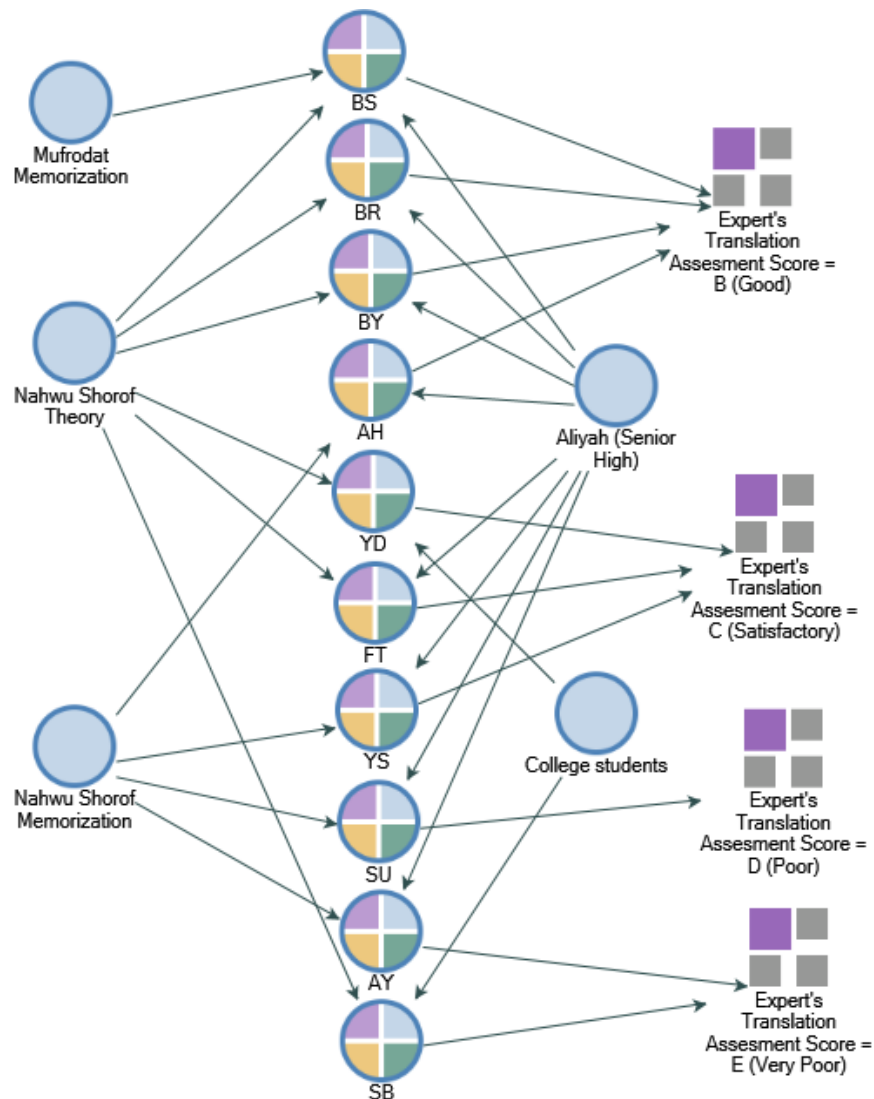 BS
Mufrodat
Memorization
BR
Expert's
Translation
Assesment Score =
B (Good)
BY
Nahwu Shorof
Theory
AH
Aliyah (Senior
High)
YD
Expert's
Translation
Assesment Score =
C (Satisfactory)
FT
YS
College students
Nahwu Shorof
Memorization
Expert's
Translation
Assesment Score =
D (Poor)
SU
AY
Expert's
Translation
Assesment Score =
E (Very Poor)
SB